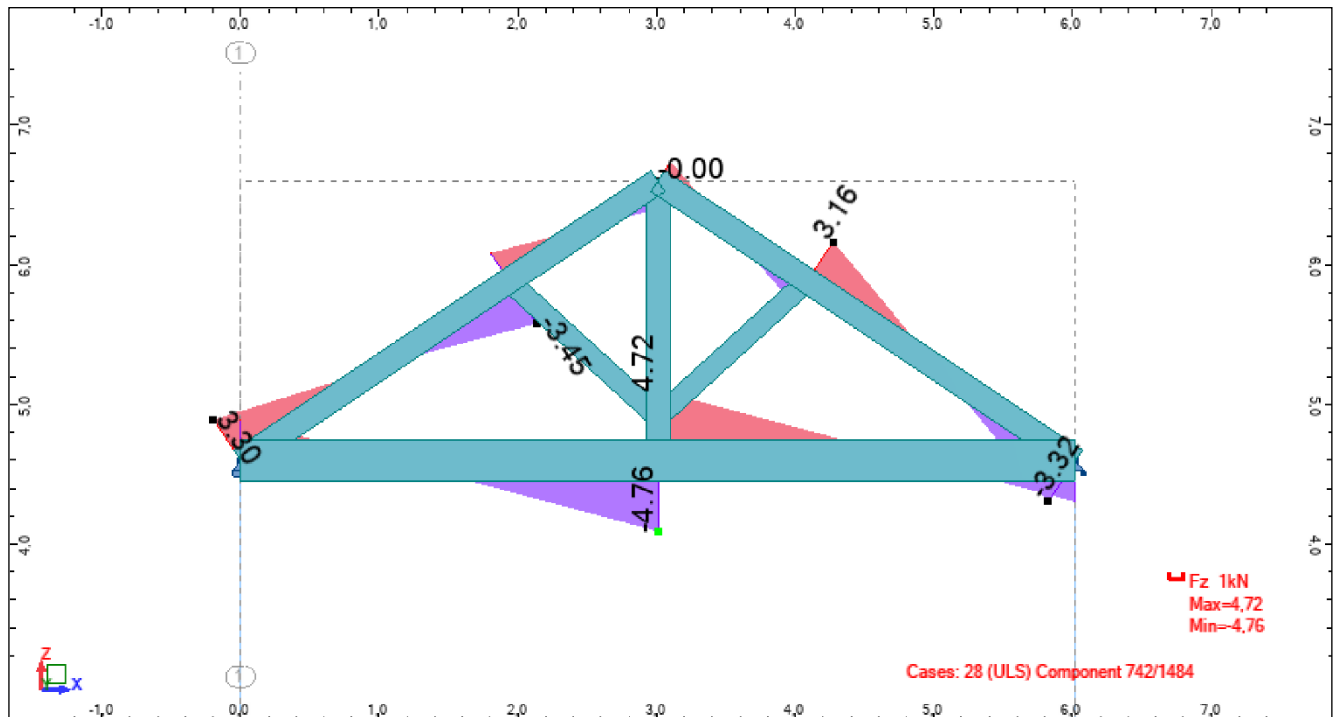 -1,0 0,0 1,0 2,0 3,0 4,0 5,0 6,0 7,0
1
7,0 7,0
-0.00
3.16
6,0 6,0
-3.45
4.72
5,0 5,0
3.30
-3.32
-4.76
4,0 4,0
Fz 1kN
Max=4,72
Min=-4,76
Z
Y X
Cases: 28 (ULS) Component 742/1484
1
-1,0 0,0 1,0 2,0 3,0 4,0 5,0 6,0 7,0